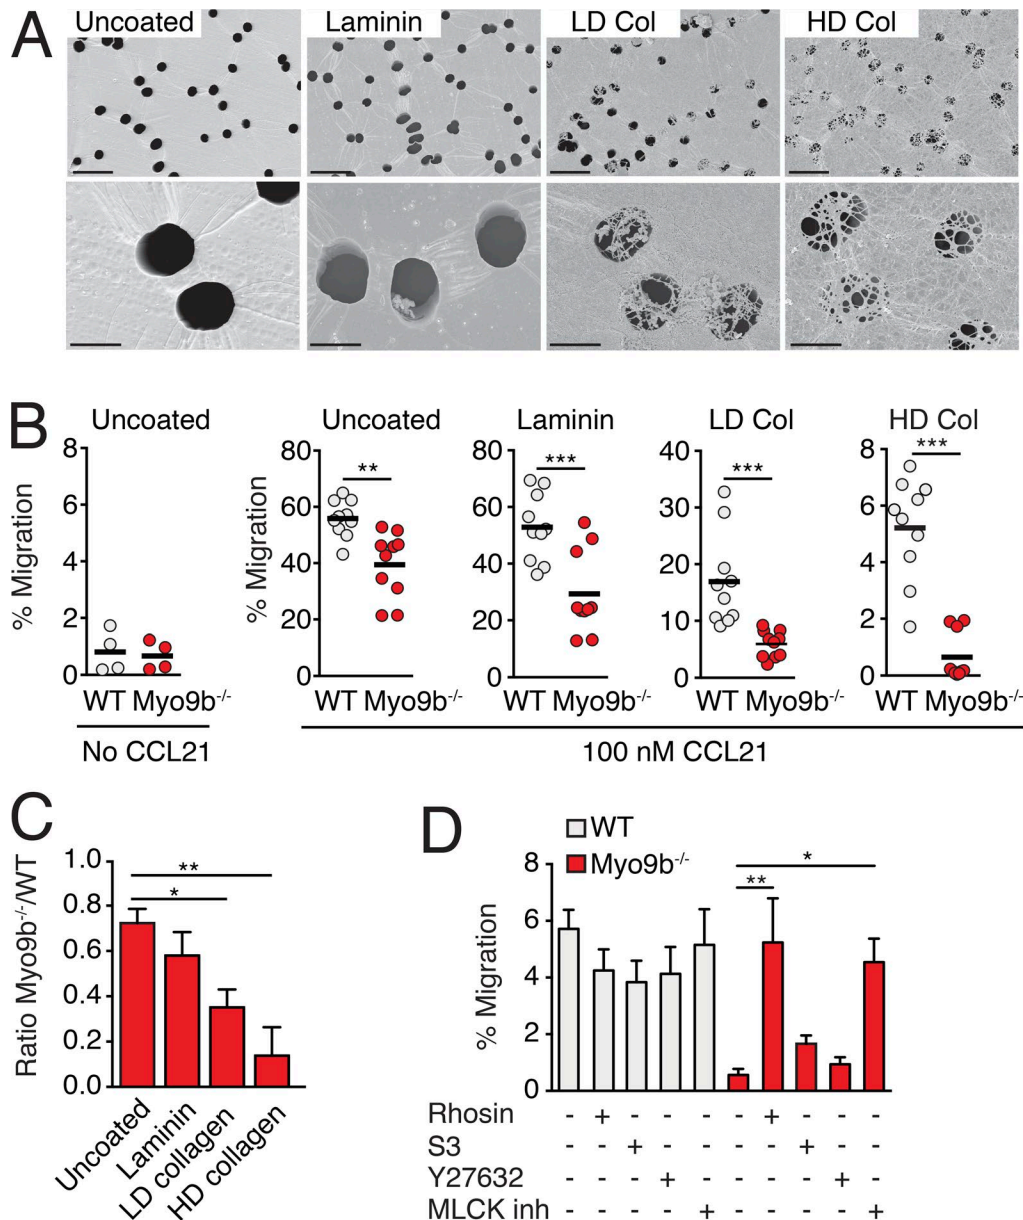 A
Uncoated Laminin LD Col HD Col
B
Uncoated Uncoated Laminin LD Col HD Col
% Migration
8
6
4
2
0
WT Myo9b-/-
No CCL21
% Migration
80
60
40
20
0
**
WT Myo9b-/-
80
60
40
20
0
***
WT Myo9b-/-
40
30
20
10
0
***
WT Myo9b-/-
8
6
4
2
0
***
WT Myo9b-/-
100 nM CCL21
C
Ratio Myo9b-/-/WT
1.0
0.8
0.6
0.4
0.2
0.0
**
*
Uncoated
Laminin
LD collagen
HD collagen
D
WT
Myo9b-/-
% Migration
8
6
4
2
0
*
**
Rhosin - + - - - - + - - -
S3 - - + - - - - + - -
Y27632 - - - + - - - - + -
MLCK inh - - - - + - - - - +